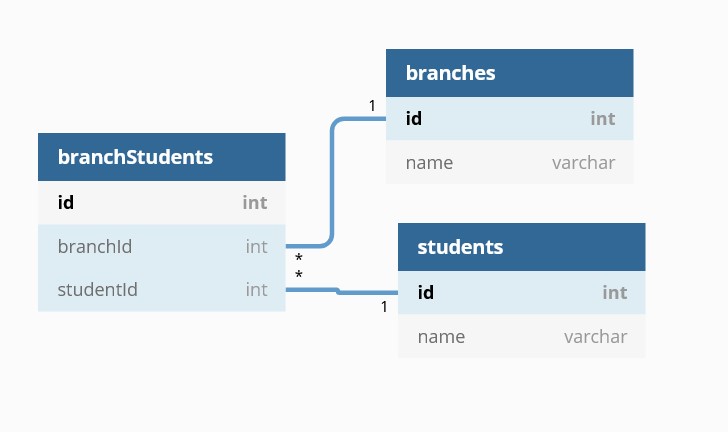 branches
1
id int
name varchar
branchStudents
id int
branchId int
*
*
studentId int
students
id int
1
name varchar